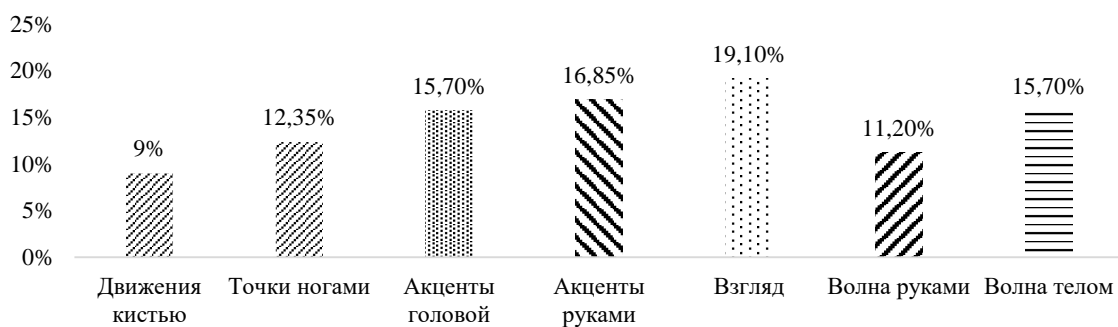 25%
20%
15%
10%
5%
0%
9%
12,35%
15,70%
16,85%
19,10%
11,20%
15,70%
Движения
кистью
Точки ногами
Акценты
головой
Акценты
руками
Взгляд
Волна руками
Волна телом